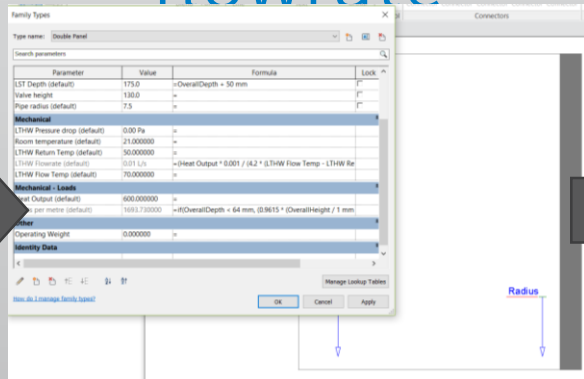 flowrate
Family Types
Connectors
Type name: Double Panel
Search parameters
Parameter Value Formula Lock
LST Depth (default) 175.0 =OverallDepth + 50 mm
Valve height 130.0 =
Pipe radius (default) 7.5 =
Mechanical
LTHW Pressure drop (default) 0.00 Pa =
Room temperature (default) 21.000000 =
LTHW Return Temp (default) 50.000000 =
LTHW Flowrate (default) 0.01 L/s =(Heat Output * 0.001 / (4.2 * (LTHW Flow Temp - LTHW Re
LTHW Flow Temp (default) 70.000000 =
Mechanical - Loads
Heat Output (default) 600.000000 =
per metre (default) 1693.730000 =if(OverallDepth < 64 mm, (0.9615 * (OverallHeight / 1 mm
Other
Operating Weight 0.000000 =
Identity Data
Manage Lookup Tables
How do I manage family types?
OK Cancel Apply
Radius